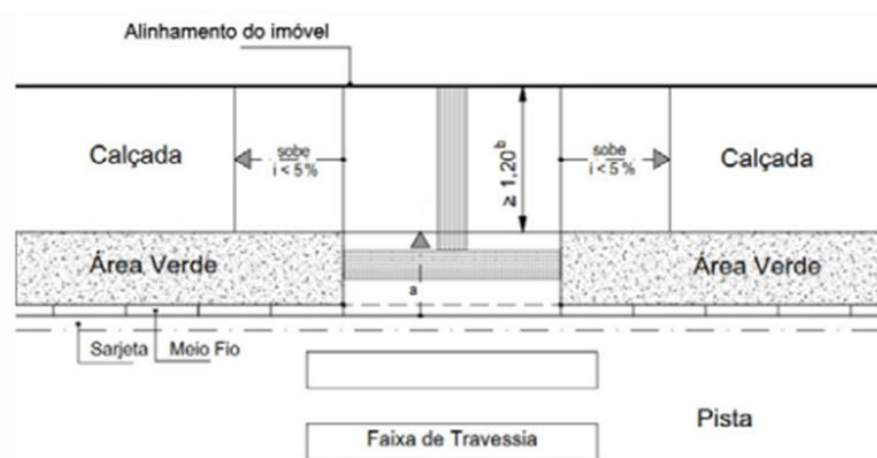 Alinhamento do imóvel
Calçada
sobe
i < 5%
≥ 1,20 b
sobe
i < 5%
Calçada
Área Verde
a
Área Verde
Sarjeta
Meio Fio
Faixa de Travessia
Pista